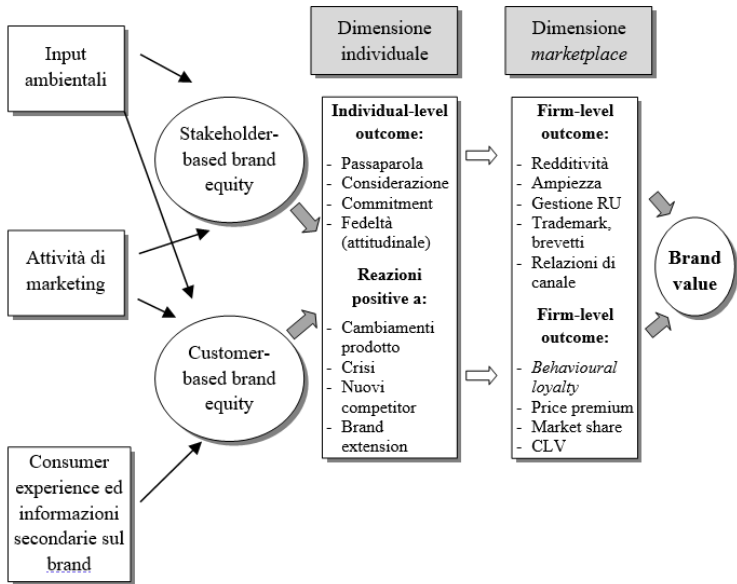 Input
ambientali
Attività di
marketing
Consumer
experience ed
informazioni
secondarie sul
brand
Stakeholder-
based brand
equity
Customer-
based brand
equity
Dimensione
individuale
Individual-level
outcome:
- Passaparola
- Considerazione
- Commitment
- Fedeltà
(attitudinale)
Reazioni
positive a:
- Cambiamenti
prodotto
- Crisi
- Nuovi
competitor
- Brand
extension
Dimensione
marketplace
Firm-level
outcome:
- Redditività
- Ampiezza
- Gestione RU
- Trademark,
brevetti
- Relazioni di
canale
Firm-level
outcome:
- Behavioural
loyalty
- Price premium
- Market share
- CLV
Brand
value